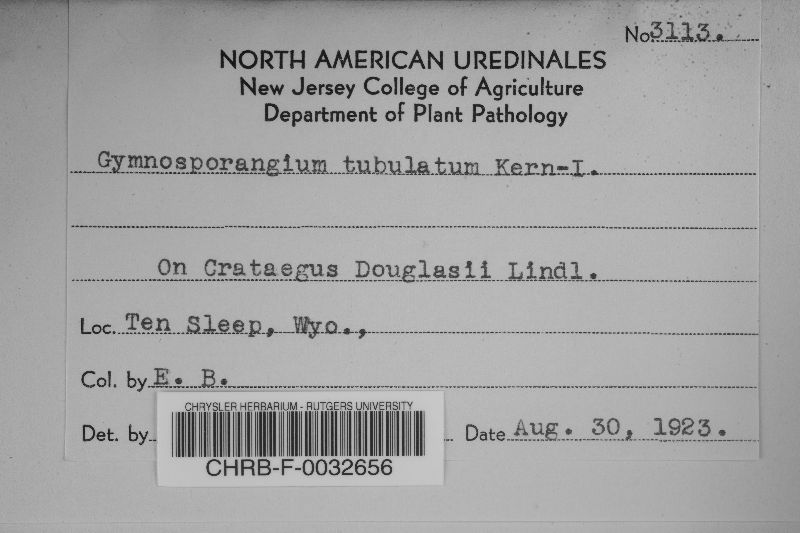 No. 3113.
NORTH AMERICAN UREDINALES
New Jersey College of Agriculture
Department of Plant Pathology
Gymnosporangium tubulatum Kern-I.
On Crataegus Douglasii Lindl.
Loc. Ten Sleep, Wyo.,
Col. by E. B.
Det. by Date Aug. 30, 1923.
CHRYSLER HERBARIUM - RUTGERS UNIVERSITY
CHRB-F-0032656